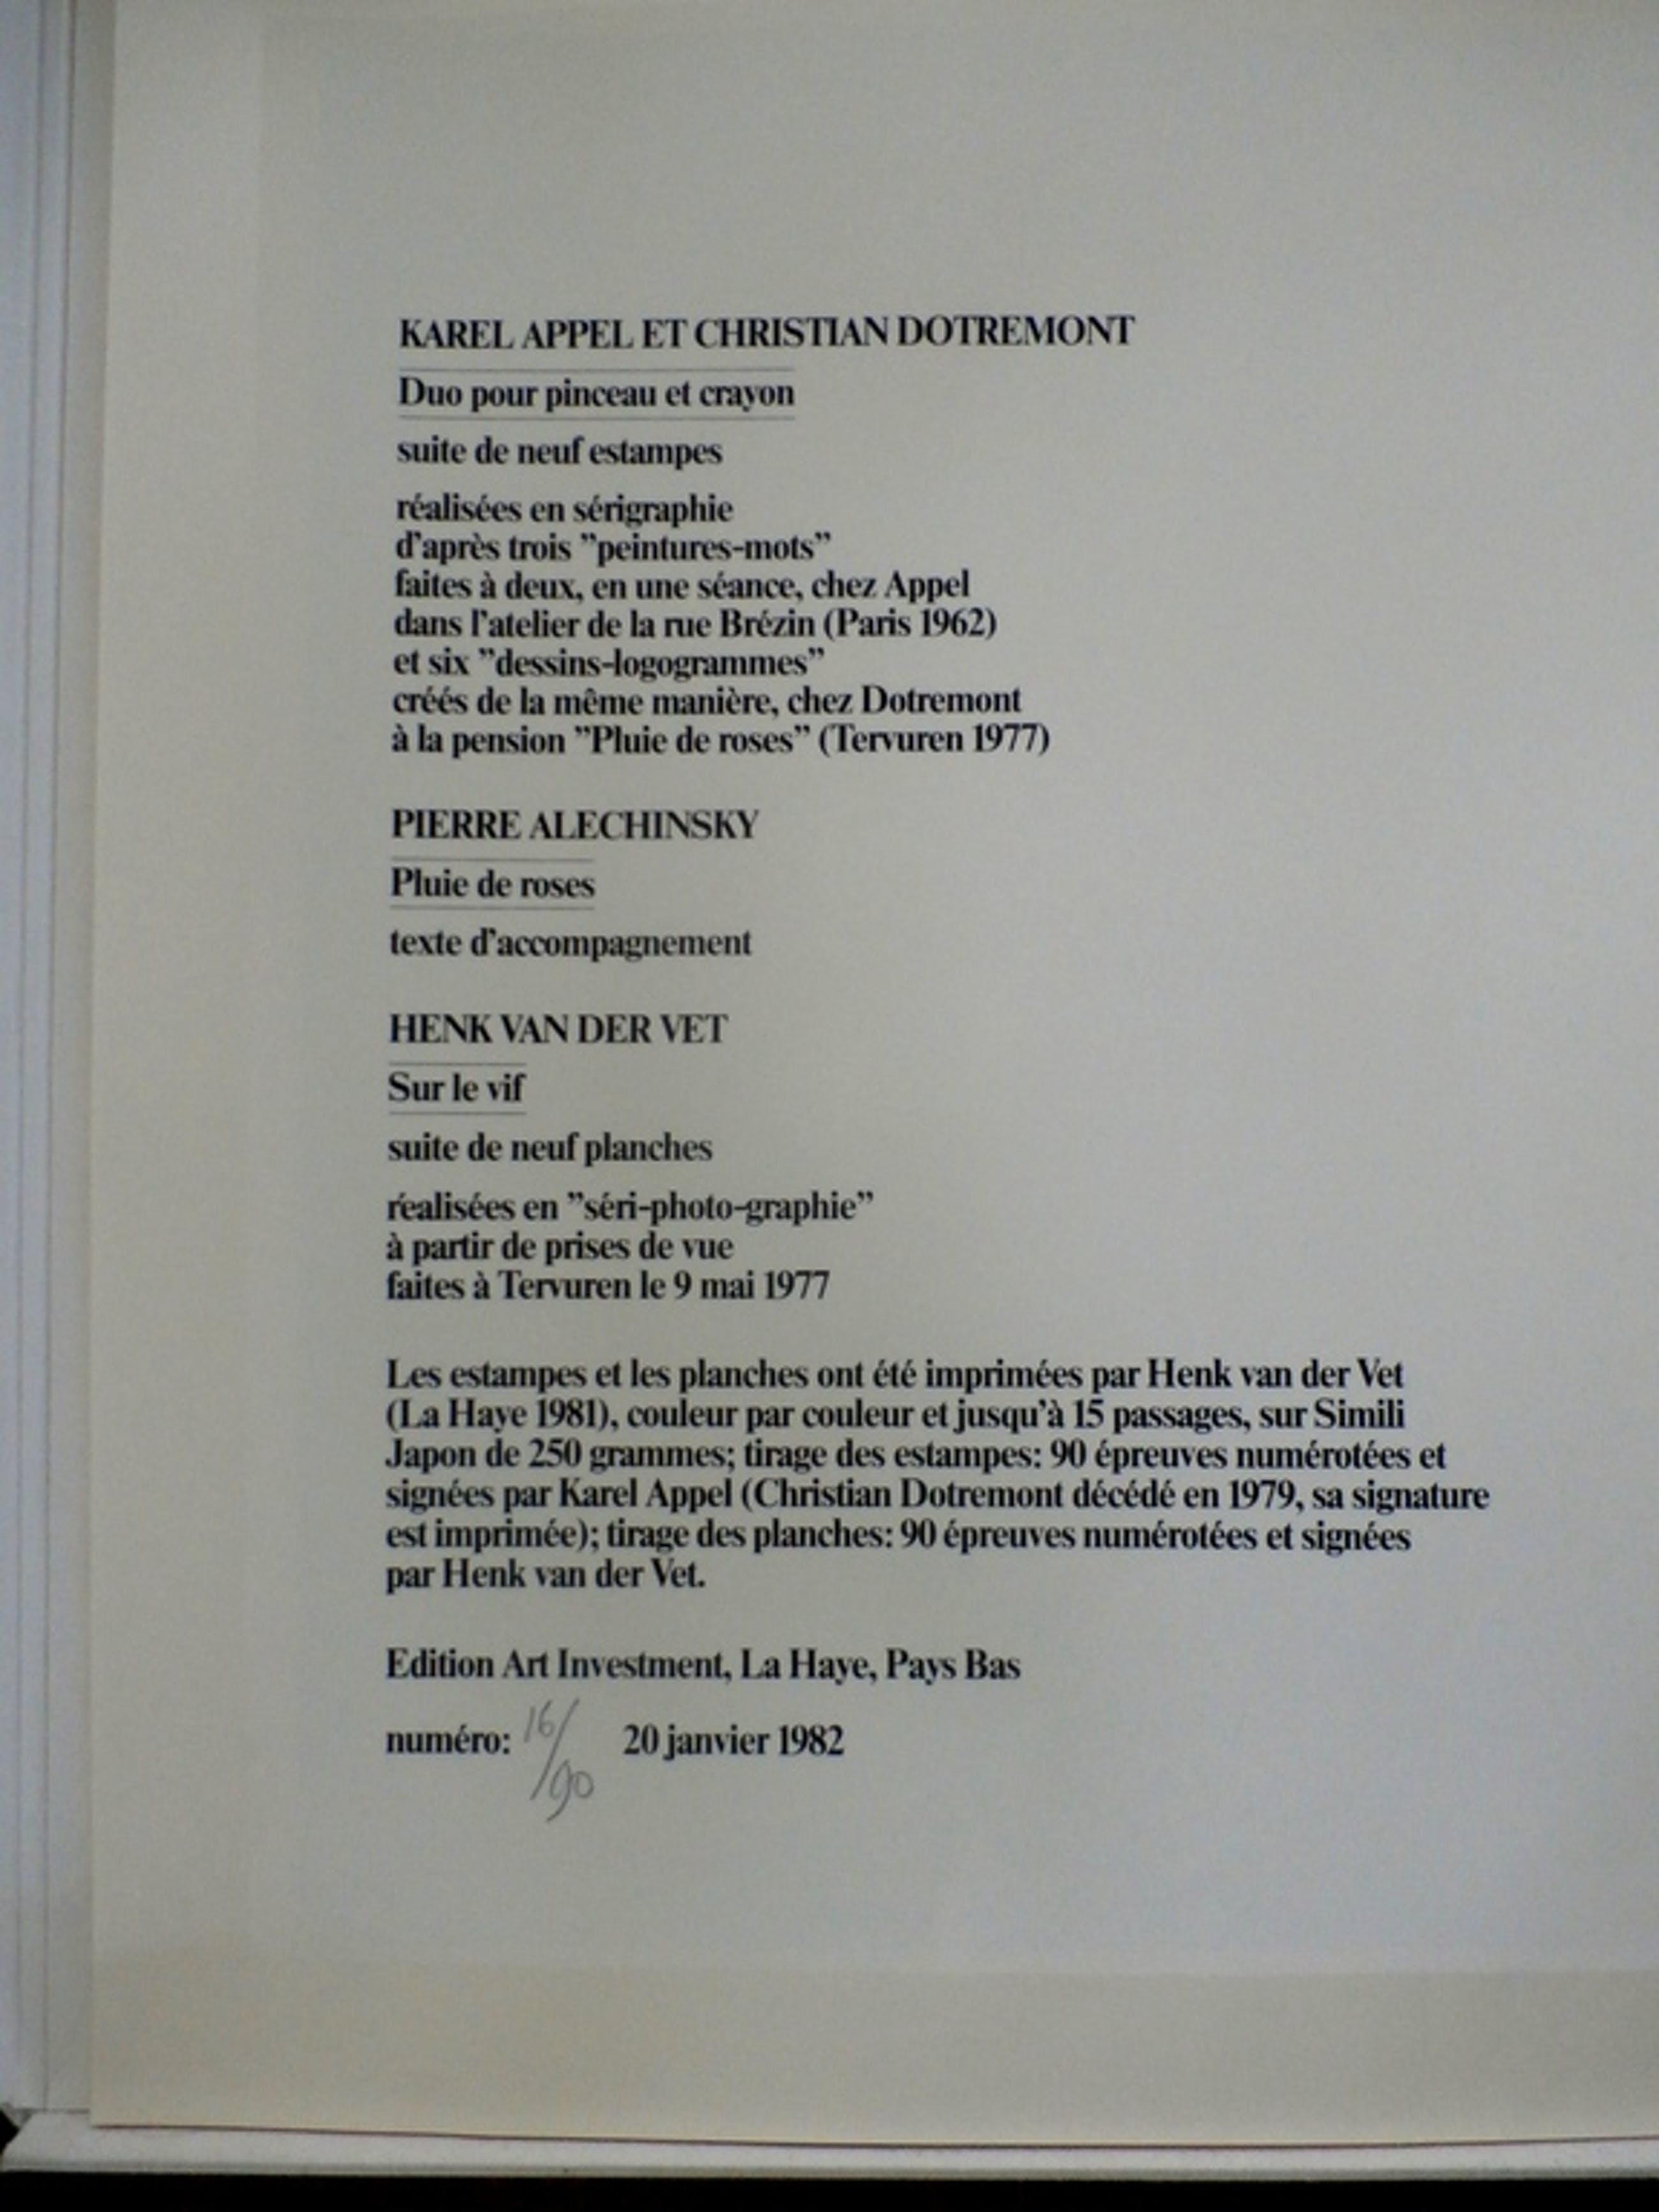 KAREL APPEL ET CHRISTIAN DOTREMONT
Duo pour pinceau et crayon
suite de neuf estampes
réalisées en sérigraphie
d'après trois ”peintures-mots”
faites à deux, en une séance, chez Appel
dans l'atelier de la rue Brézin (Paris 1962)
et six ”dessins-logogrammes”
créés de la même manière, chez Dotremont
à la pension ”Pluie de roses” (Tervuren 1977)
PIERRE ALECHINSKY
Pluie de roses
texte d'accompagnement
HENK VAN DER VET
Sur le vif
suite de neuf planches
réalisées en ”séri-photo-graphie”
à partir de prises de vue
faites à Tervuren le 9 mai 1977
Les estampes et les planches ont été imprimées par Henk van der Vet
(La Haye 1981), couleur par couleur et jusqu'à 15 passages, sur Simili
Japon de 250 grammes; tirage des estampes: 90 épreuves numérotées et
signées par Karel Appel (Christian Dotremont décédé en 1979, sa signature
est imprimée); tirage des planches: 90 épreuves numérotées et signées
par Henk van der Vet.
Edition Art Investment, La Haye, Pays Bas
numéro: 16/90 20 janvier 1982